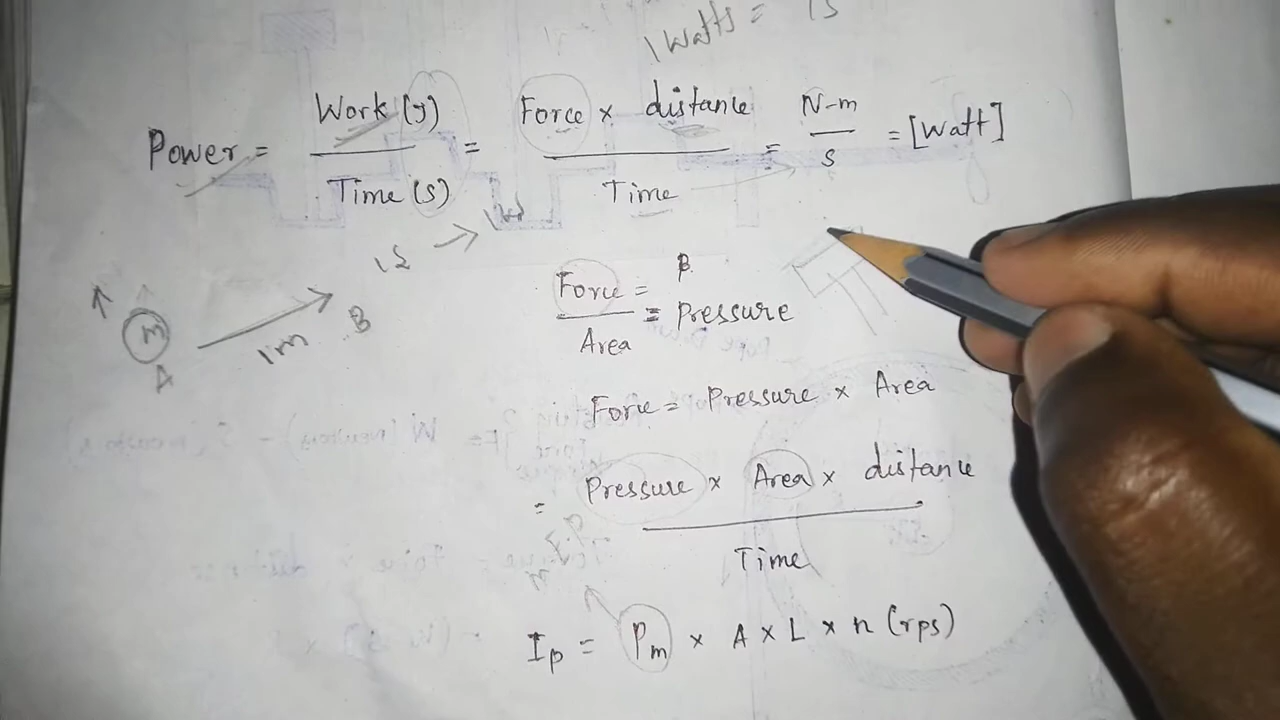 1 Watts = 1S
Power = Work (J) / Time (s) = Force × distance / Time = N-m / s = [Watt]
1S → W
Force / Area = P
= Pressure
m
A
1m
B
Force = Pressure × Area
= Pressure × Area × distance / Time
Ip = Pm × A × L × n (rps)